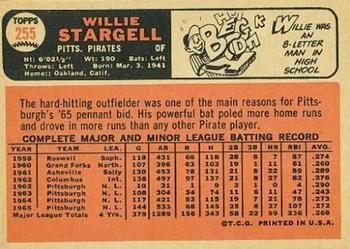 TOPPS
255
WILLIE
STARGELL
PITTS. PIRATES OF
Ht: 6'02½" Wt: 190 Bats: Left
Throws: Left Born: Mar. 3, 1941
Home: Oakland, Calif.
WILLIE WAS
AN
8-LETTER
MAN IN
HIGH
SCHOOL
The hard-hitting outfielder was one of the main reasons for Pitts-
burgh's '65 pennant bid. His powerful bat poled more home runs
and drove in more runs than any other Pirate player.
COMPLETE MAJOR AND MINOR LEAGUE BATTING RECORD
YEAR TEAM LEA G AB R H 2B 3B HR RBI AVG.
1959 Roswell Soph. 118 431 66 118 28 6 7 87 .274
1960 Grand Forks North. 107 396 63 103 19 3 11 61 .260
1961 Asheville Sally 130 453 83 131 21 8 22 89 .289
1962 Columbus Int. 138 497 97 137 21 8 27 82 .276
1962 Pittsburgh N. L. 10 31 1 9 3 1 0 4 .290
1963 Pittsburgh N. L. 108 304 34 74 11 6 11 47 .243
1964 Pittsburgh N. L. 117 421 53 115 19 7 21 78 .273
1965 Pittsburgh N. L. 144 533 68 145 25 8 27 107 .272
Major League Totals 4 Yrs. 379 1289 156 343 58 22 59 236 .266
© T.C.G. PRINTED IN U.S.A.